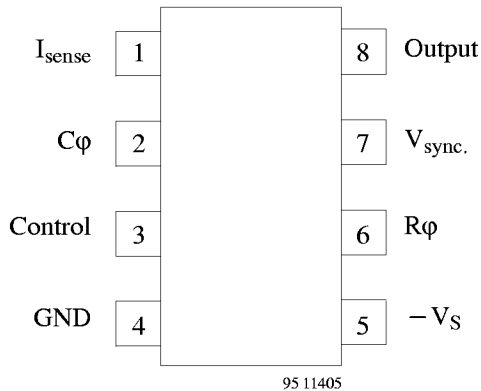 I_sense 1 8 Output
Cφ 2 7 V_sync.
Control 3 6 Rφ
GND 4 5 −V_S
95 11405